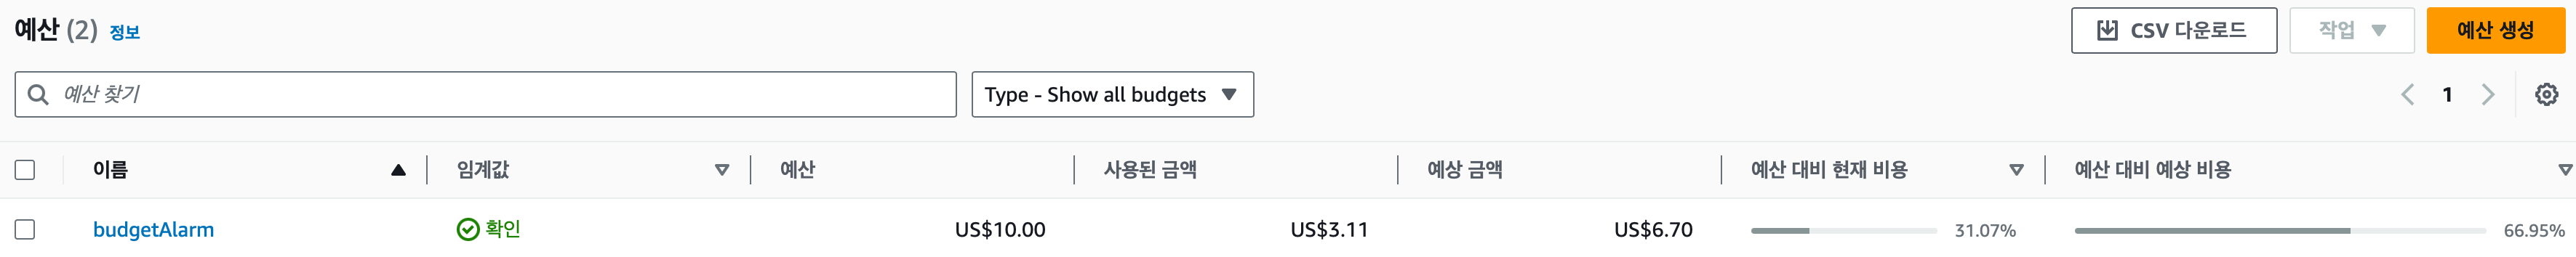 예산 (2) 정보
CSV 다운로드
작업
예산 생성
예산 찾기
Type - Show all budgets
1
이름 임계값 예산 사용된 금액 예상 금액 예산 대비 현재 비용 예산 대비 예상 비용
budgetAlarm 확인 US$10.00 US$3.11 US$6.70 31.07% 66.95%